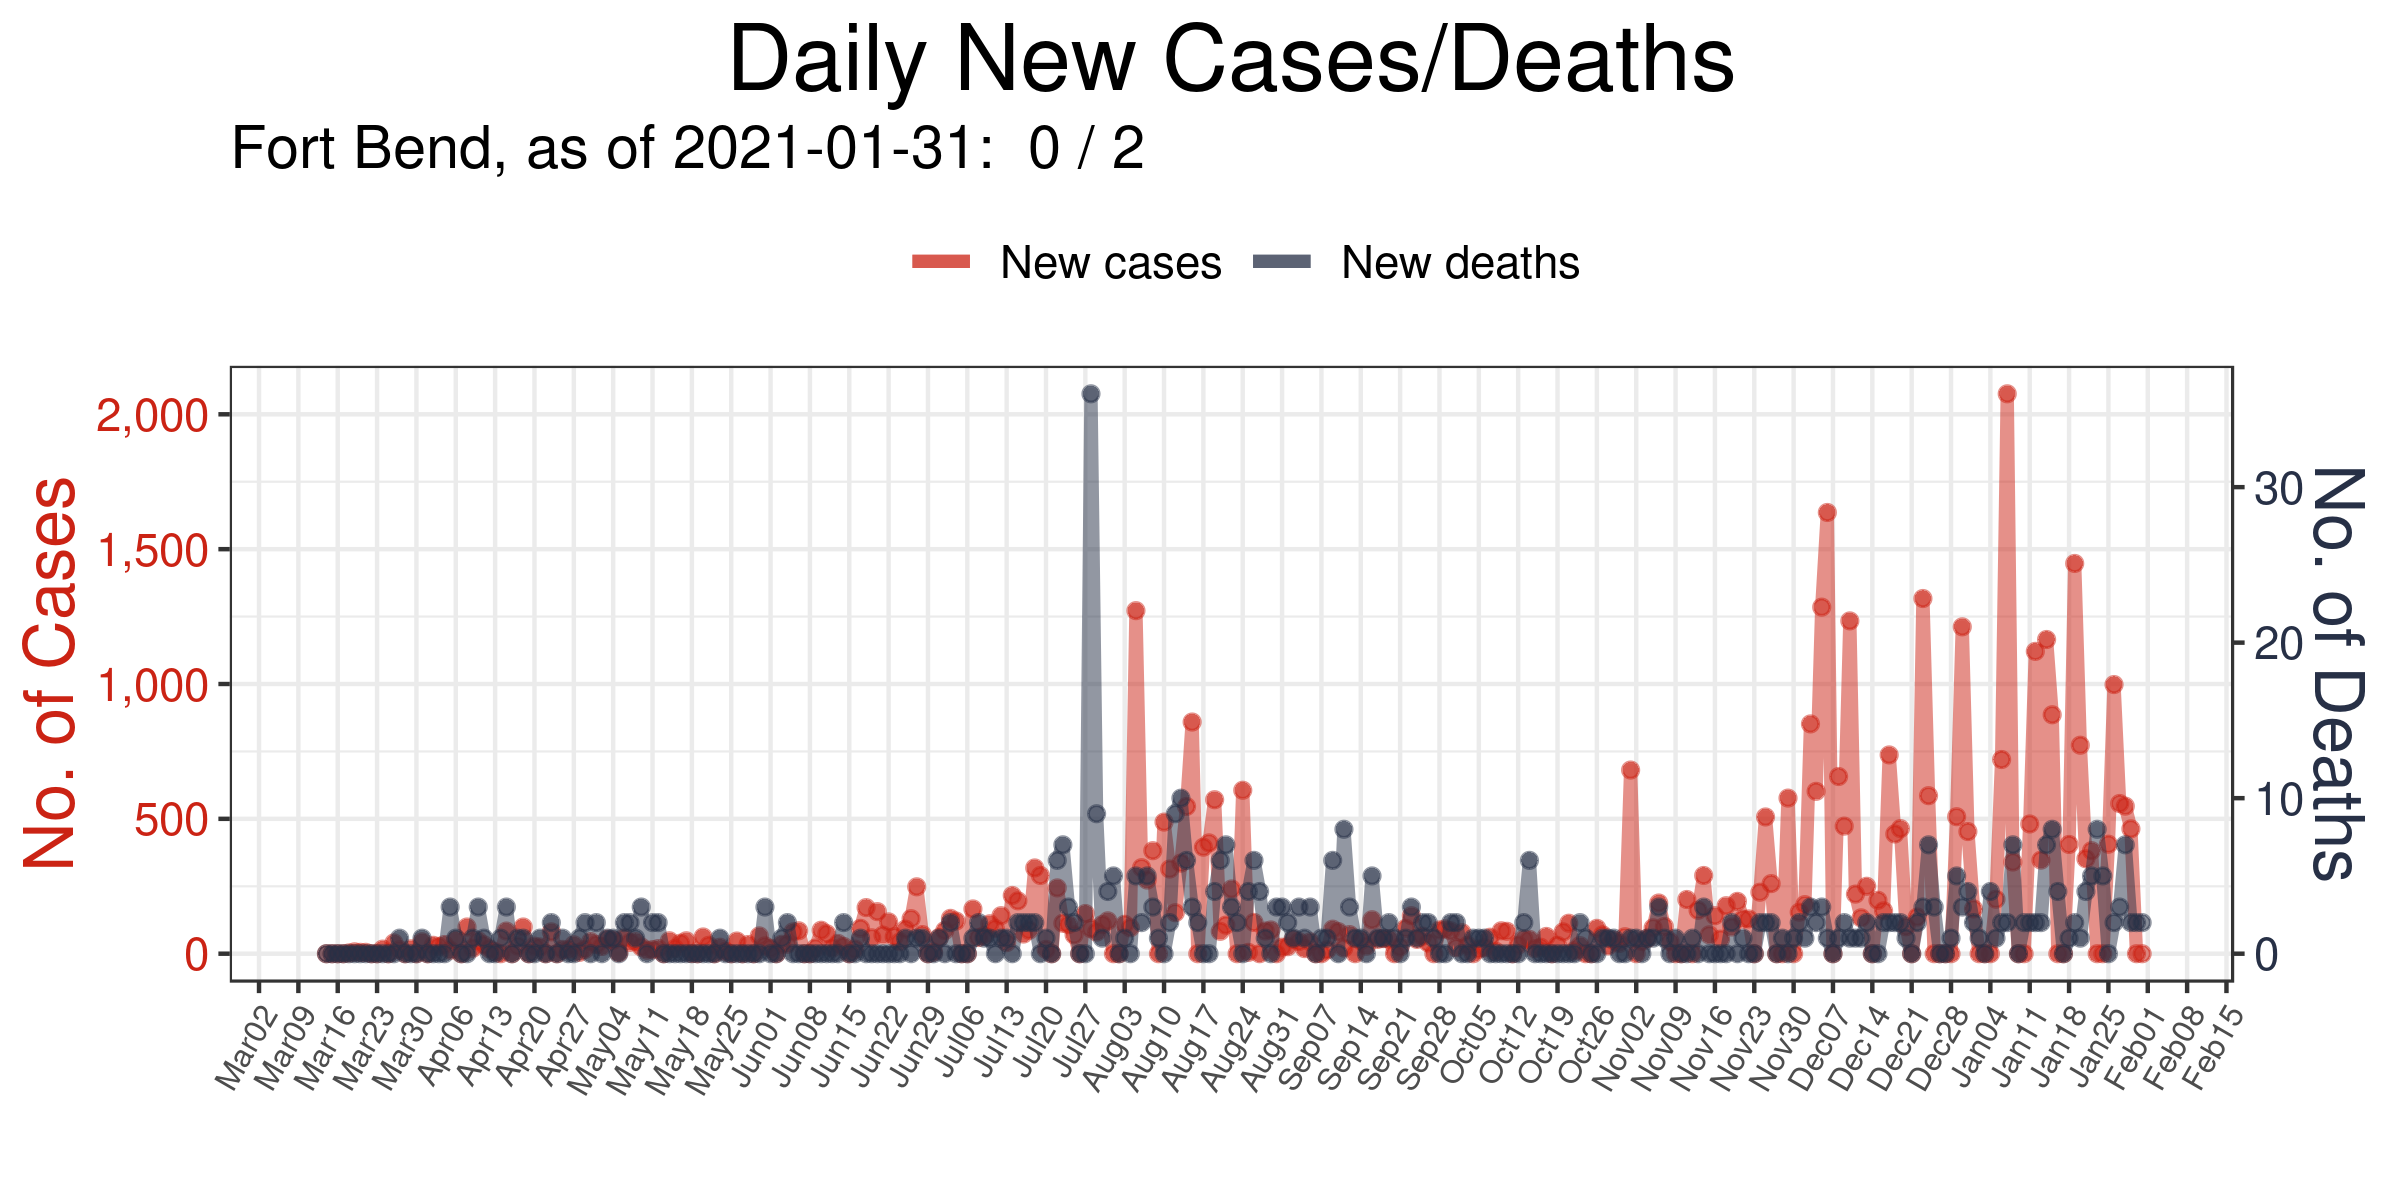 Daily New Cases/Deaths
Fort Bend, as of 2021-01-31: 0 / 2
New cases
New deaths
No. of Cases
2,000
1,500
1,000
500
0
30
20
10
0
No. of Deaths
Mar02
Mar09
Mar16
Mar23
Mar30
Apr06
Apr13
Apr20
Apr27
May04
May11
May18
May25
Jun01
Jun08
Jun15
Jun22
Jun29
Jul06
Jul13
Jul20
Jul27
Aug03
Aug10
Aug17
Aug24
Aug31
Sep07
Sep14
Sep21
Sep28
Oct05
Oct12
Oct19
Oct26
Nov02
Nov09
Nov16
Nov23
Nov30
Dec07
Dec14
Dec21
Dec28
Jan04
Jan11
Jan18
Jan25
Feb01
Feb08
Feb15